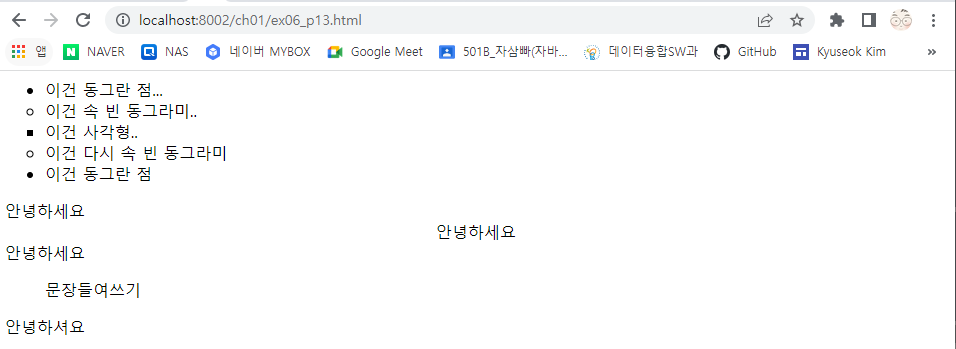 localhost:8002/ch01/ex06_p13.html
앱 NAVER NAS 네이버 MYBOX Google Meet 501B_자삼빠(자바... 데이터융합SW과 GitHub Kyuseok Kim »
이건 동그란 점...
이건 속 빈 동그라미..
이건 사각형..
이건 다시 속 빈 동그라미
이건 동그란 점
안녕하세요
안녕하세요
안녕하세요
문장들여쓰기
안녕하셔요